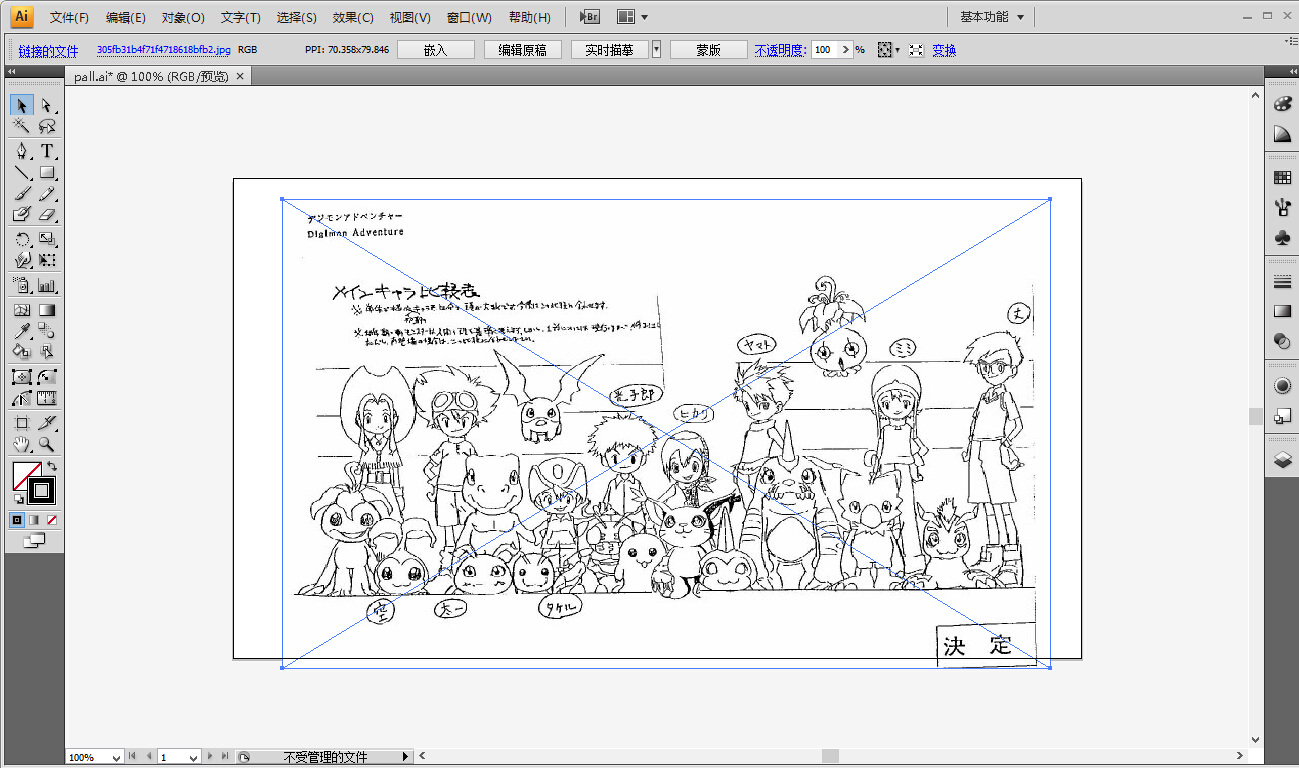 Ai 文件(F) 编辑(E) 对象(O) 文字(T) 选择(S) 效果(C) 视图(V) 窗口(W) 帮助(H) Br 基本功能
链接的文件 305fb31b4f71f4718618bfb2.jpg RGB PPI: 70.358x79.846 嵌入 编辑原稿 实时描摹 蒙版 不透明度: 100 % 变换
pall.ai* @ 100% (RGB/预览)
デジモンアドベンチャー
Digimon Adventure
メインキャラ比較表
丈
ヤマト
ミミ
光子郎
ヒカリ
空
太一
タケル
決定
100% 1 不受管理的文件